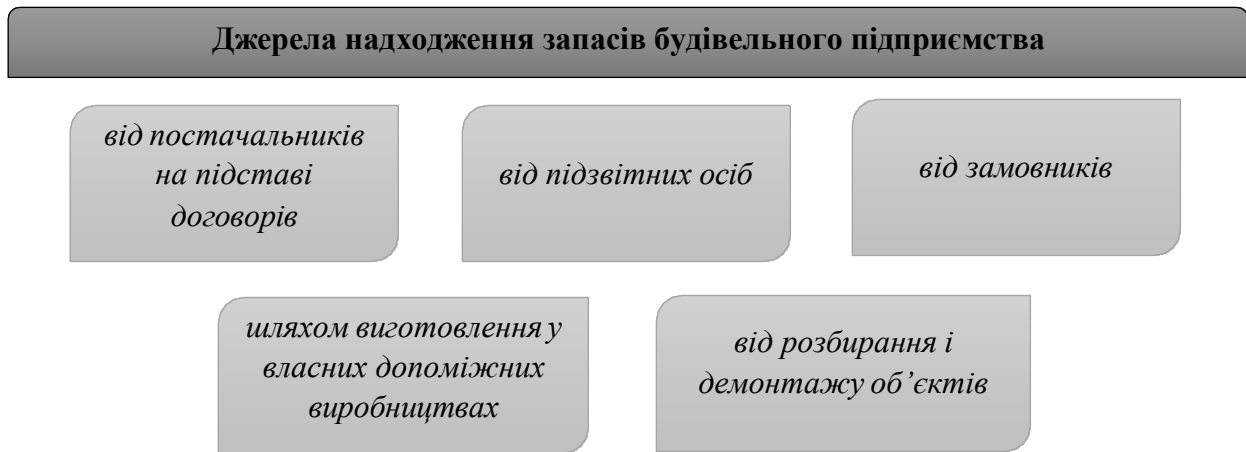 Джерела надходження запасів будівельного підприємства
від постачальників
на підставі
договорів
від підзвітних осіб
від замовників
шляхом виготовлення у
власних допоміжних
виробництвах
від розбирання і
демонтажу об’єктів